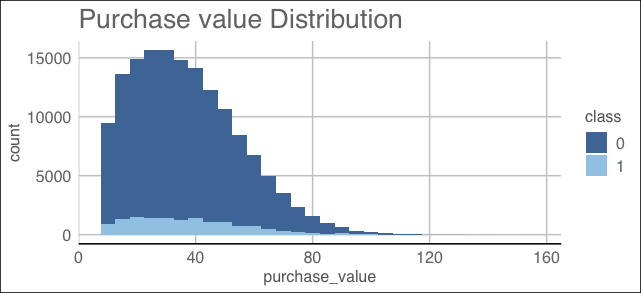 Purchase value Distribution
15000
10000
5000
0
count
0 40 80 120 160
purchase_value
class
0
1